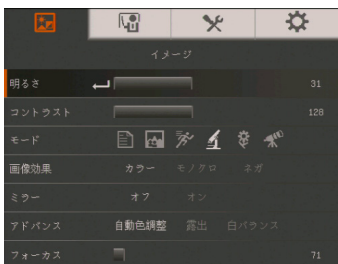 イメージ
明るさ 31
コントラスト 128
モード
画像効果 カラー モノクロ ネガ
ミラー オフ オン
アドバンス 自動色調整 露出 白バランス
フォーカス 71